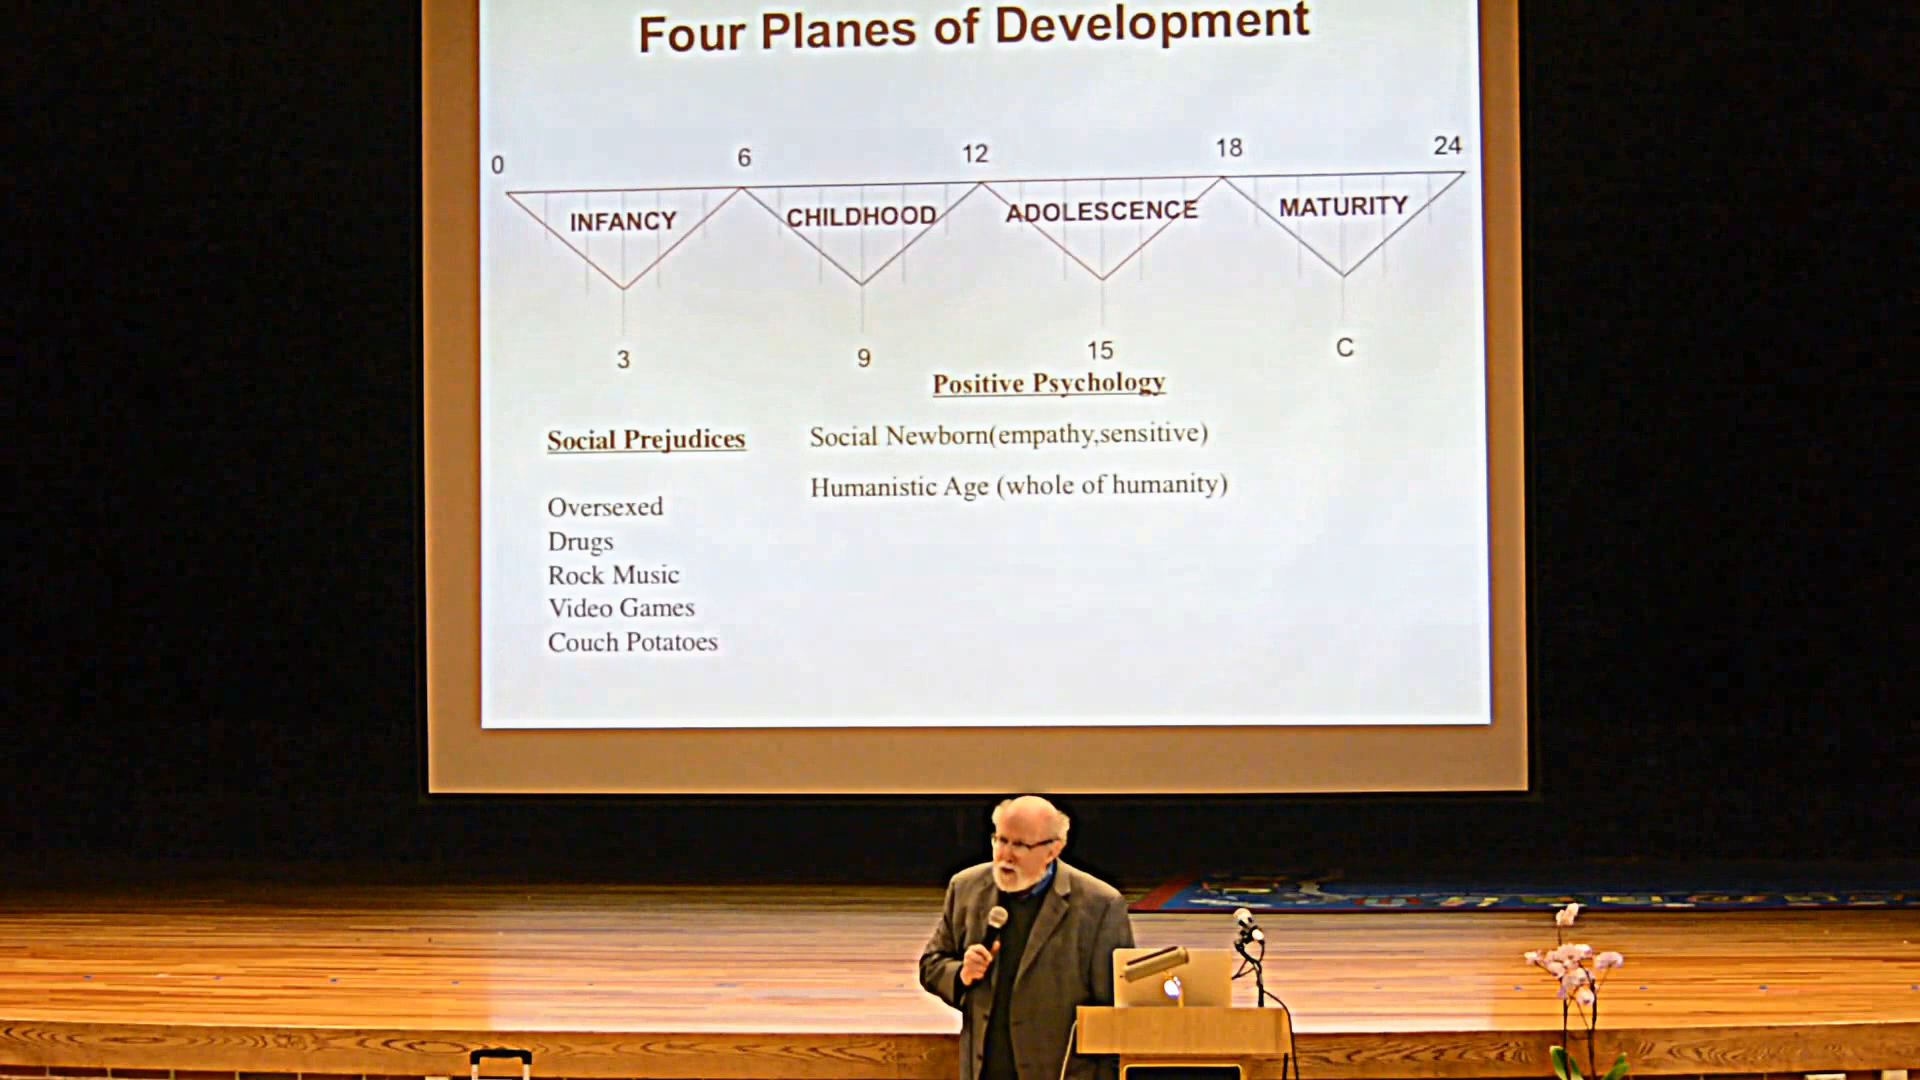 Four Planes of Development
0 6 12 18 24
INFANCY CHILDHOOD ADOLESCENCE MATURITY
3 9 15 C
Positive Psychology
Social Prejudices
Social Newborn(empathy,sensitive)
Humanistic Age (whole of humanity)
Oversexed
Drugs
Rock Music
Video Games
Couch Potatoes